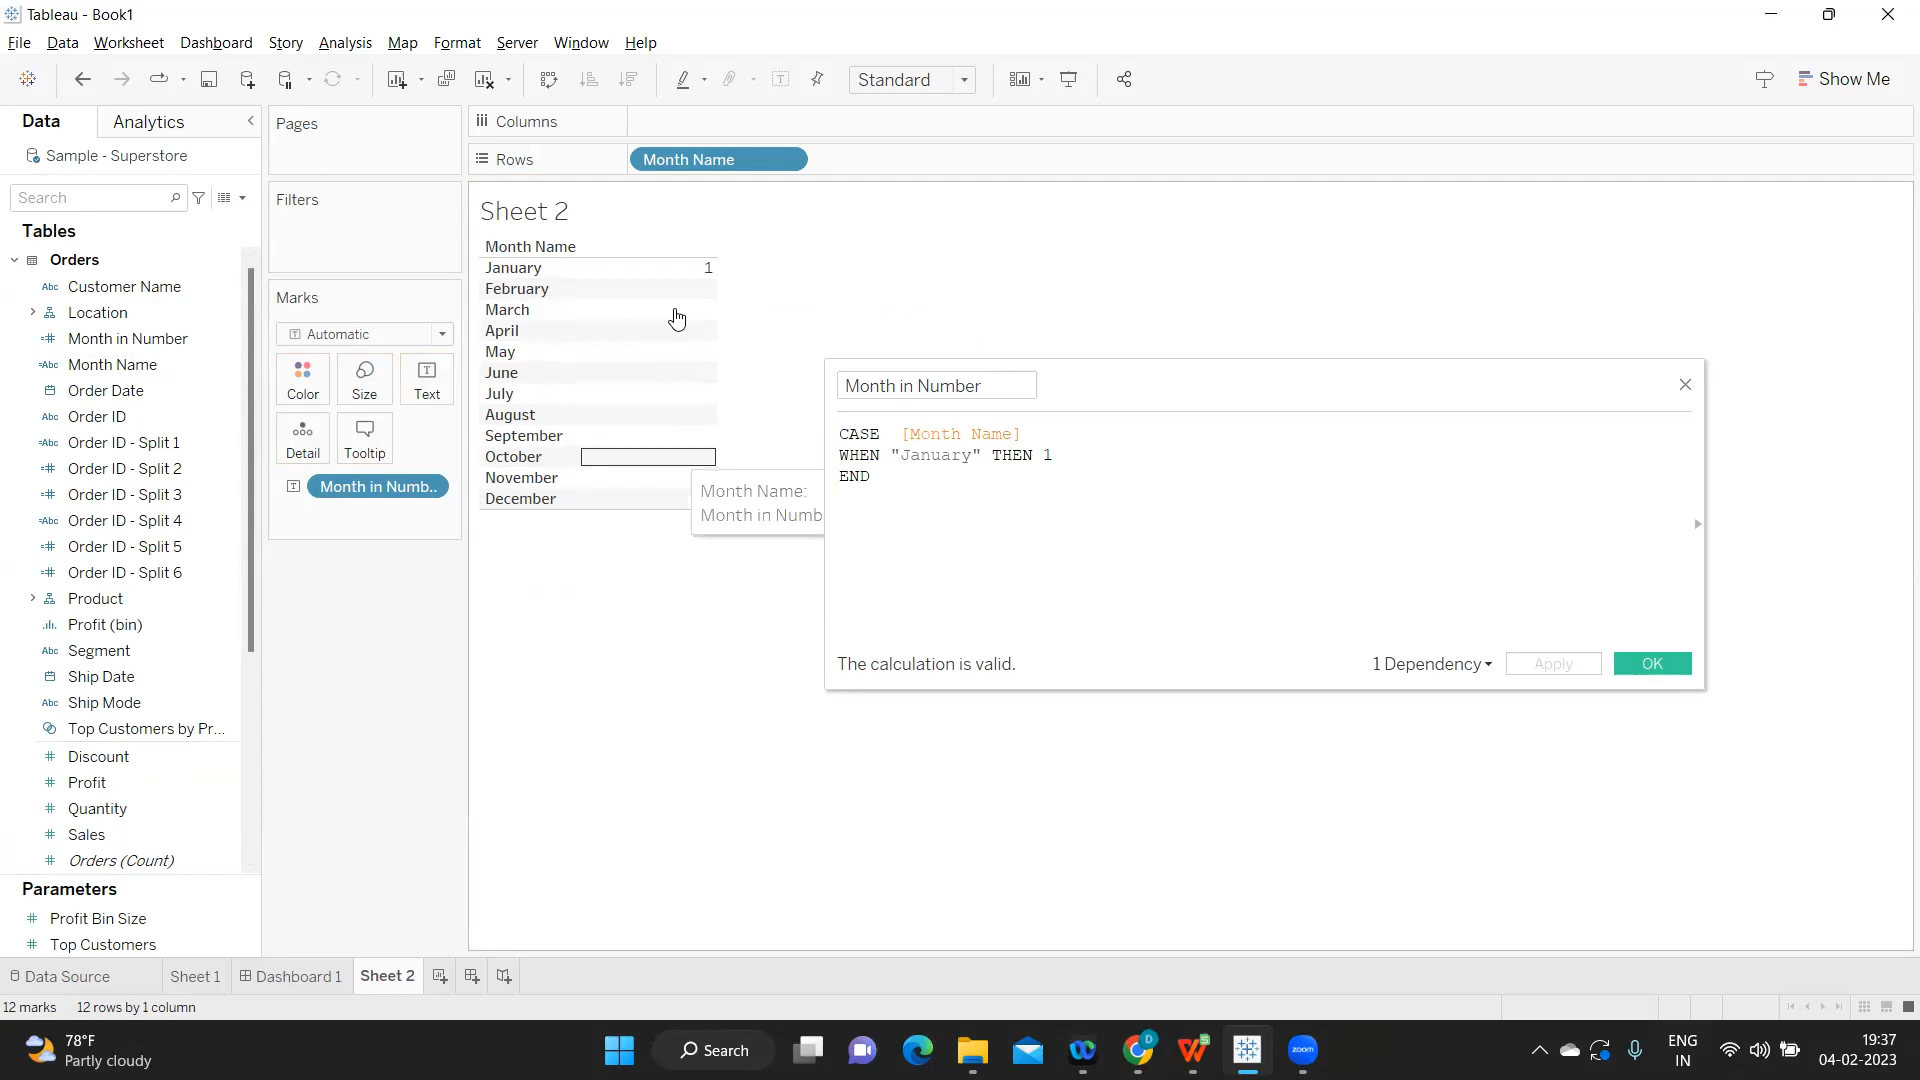 Tableau - Book1
File Data Worksheet Dashboard Story Analysis Map Format Server Window Help
Standard
Show Me
Data Analytics
Sample - Superstore
Search
Tables
Orders
Abc Customer Name
Location
Month in Number
Abc Month Name
Order Date
Abc Order ID
Abc Order ID - Split 1
Order ID - Split 2
Order ID - Split 3
Abc Order ID - Split 4
Order ID - Split 5
Order ID - Split 6
Product
Profit (bin)
Abc Segment
Ship Date
Abc Ship Mode
Top Customers by Pr...
Discount
Profit
Quantity
Sales
Orders (Count)
Parameters
Profit Bin Size
Top Customers
Pages
Filters
Marks
Automatic
Color Size Text
Detail Tooltip
Month in Numb..
Columns
Rows Month Name
Sheet 2
Month Name
January 1
February
March
April
May
June
July
August
September
October
November
December
Month Name:
Month in Numb
Month in Number
CASE [Month Name]
WHEN "January" THEN 1
END
The calculation is valid.
1 Dependency Apply OK
Data Source Sheet 1 Dashboard 1 Sheet 2
12 marks 12 rows by 1 column
78°F
Partly cloudy
Search
zoom
ENG
IN
19:37
04-02-2023